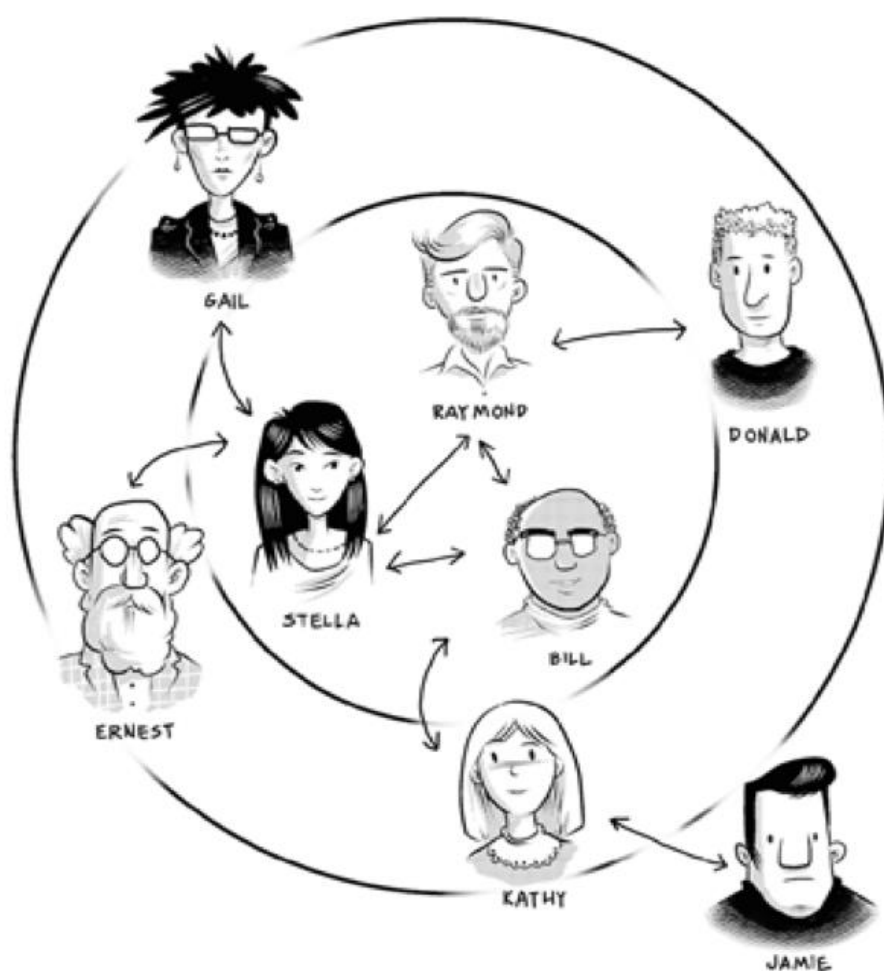 GAIL
RAYMOND
DONALD
STELLA
BILL
ERNEST
KATHY
JAMIE